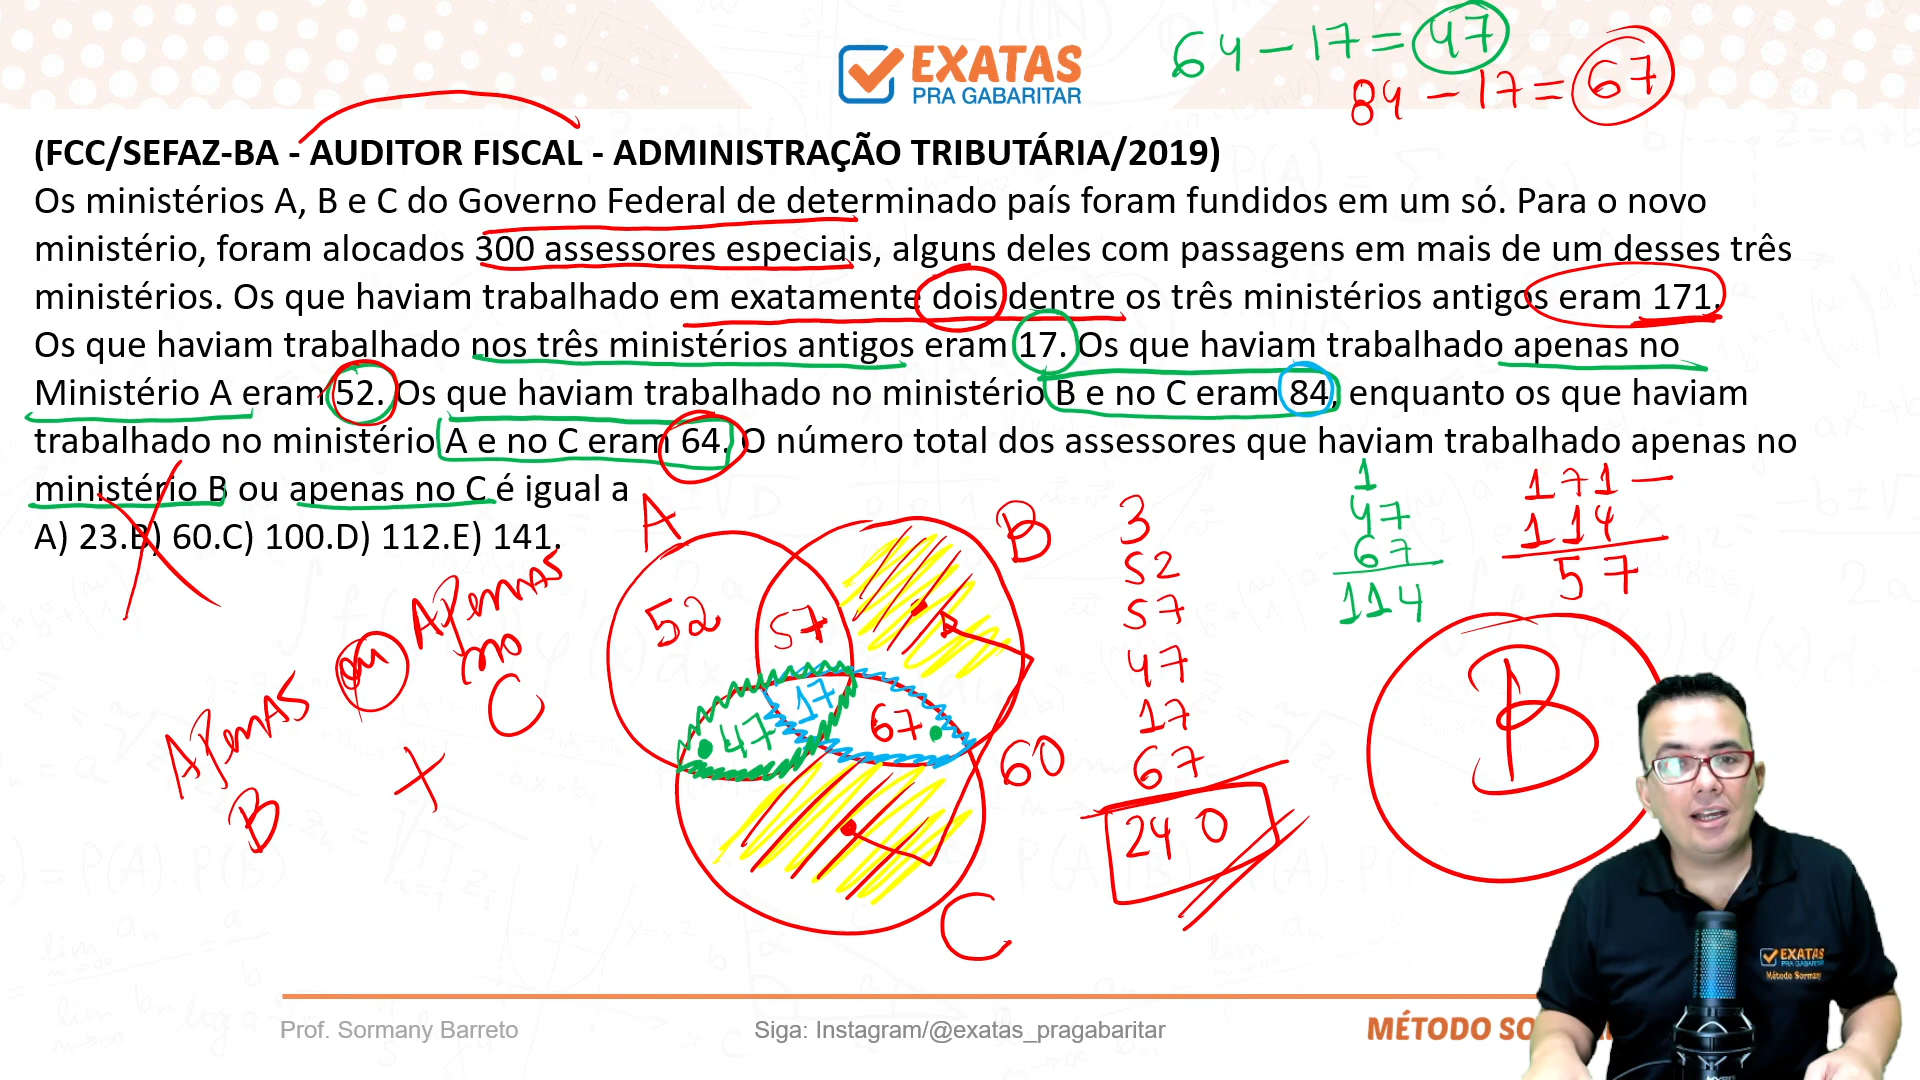 64 - 17 = 47
84 - 17 = 67
EXATAS
PRA GABARITAR
(FCC/SEFAZ-BA - AUDITOR FISCAL - ADMINISTRAÇÃO TRIBUTÁRIA/2019)
Os ministérios A, B e C do Governo Federal de determinado país foram fundidos em um só. Para o novo
ministério, foram alocados 300 assessores especiais, alguns deles com passagens em mais de um desses três
ministérios. Os que haviam trabalhado em exatamente dois dentre os três ministérios antigos eram 171.
Os que haviam trabalhado nos três ministérios antigos eram 17. Os que haviam trabalhado apenas no
Ministério A eram 52. Os que haviam trabalhado no ministério B e no C eram 84, enquanto os que haviam
trabalhado no ministério A e no C eram 64. O número total dos assessores que haviam trabalhado apenas no
ministério B ou apenas no C é igual a
A) 23.B) 60.C) 100.D) 112.E) 141.
A
B
C
52
57
47
17
67
60
APENAS
B
ou
+
APENAS
no
C
3
52
57
47
17
67
240
1
47
67
114
171 -
114
57
B
EXATAS
PRA GABARITAR
Método Sormany
Prof. Sormany Barreto
Siga: Instagram/@exatas_pragabaritar
MÉTODO